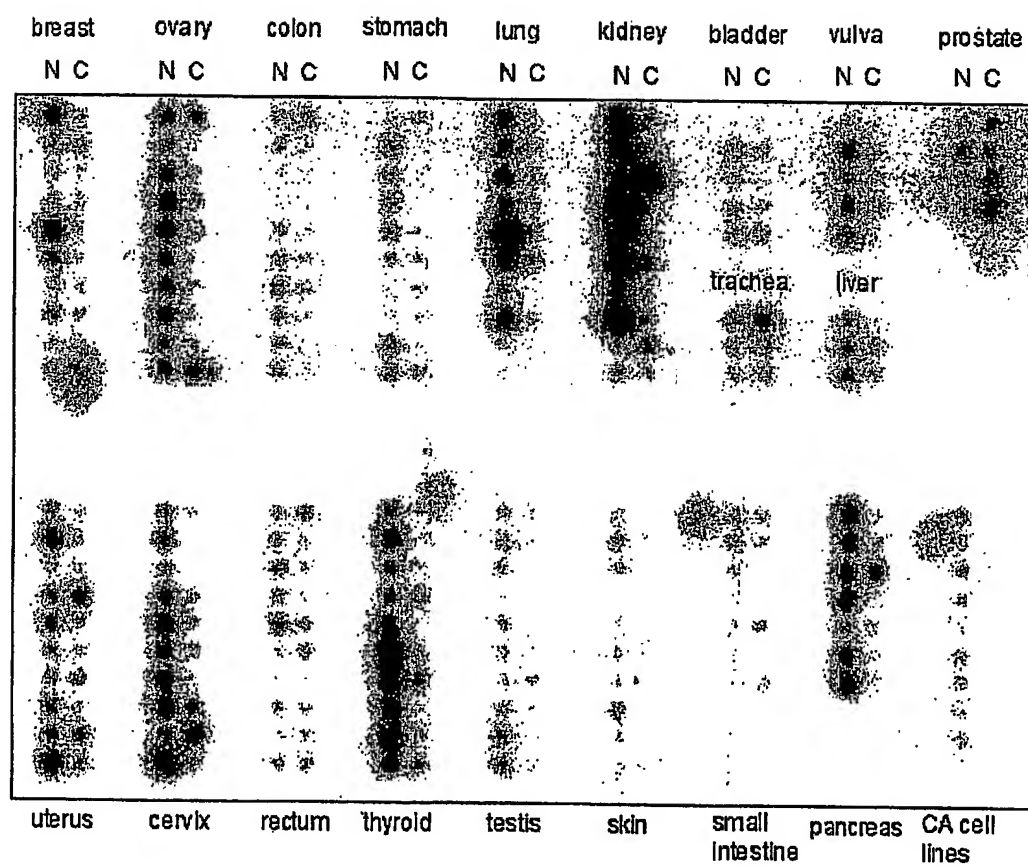 breast ovary colon stomach lung kidney bladder vulva prostate
N C N C N C N C N C N C N C N C N C
trachea liver
uterus cervix rectum thyroid testis skin small intestine pancreas CA cell lines